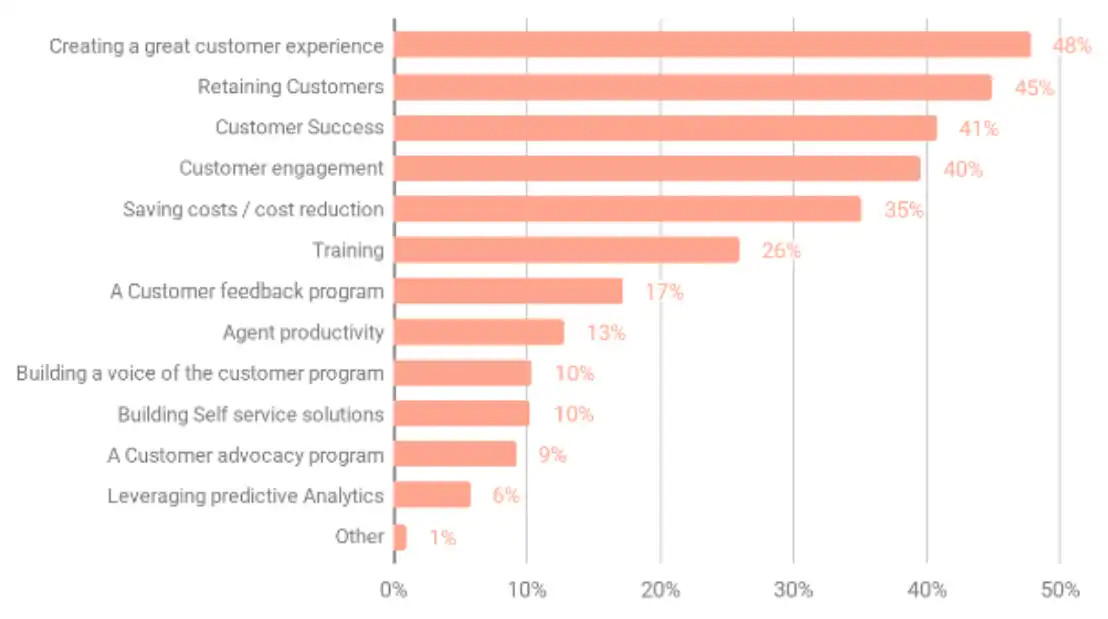 Creating a great customer experience 48%
Retaining Customers 45%
Customer Success 41%
Customer engagement 40%
Saving costs / cost reduction 35%
Training 26%
A Customer feedback program 17%
Agent productivity 13%
Building a voice of the customer program 10%
Building Self service solutions 10%
A Customer advocacy program 9%
Leveraging predictive Analytics 6%
Other 1%
0% 10% 20% 30% 40% 50%